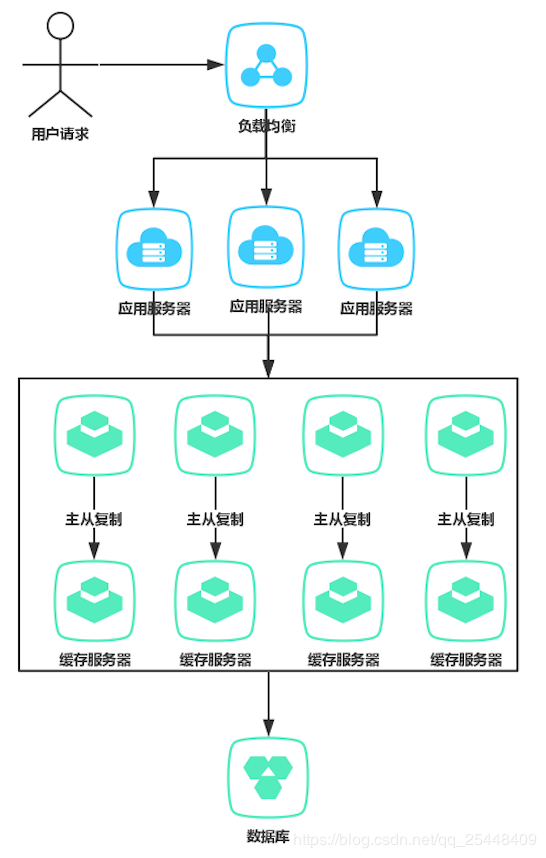 用户请求
负载均衡
应用服务器
应用服务器
应用服务器
主从复制
主从复制
主从复制
主从复制
缓存服务器
缓存服务器
缓存服务器
缓存服务器
数据库
https://blog.csdn.net/qq_25448409